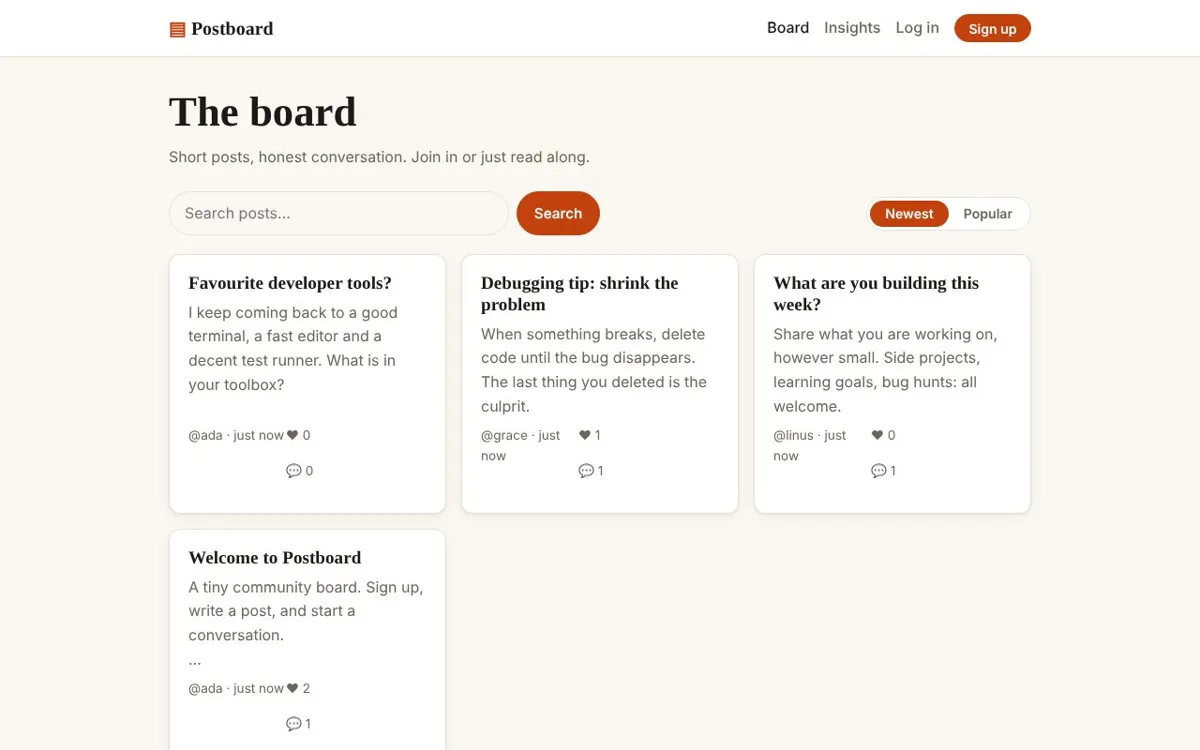 Postboard
Board Insights Log in Sign up
The board
Short posts, honest conversation. Join in or just read along.
Search posts...
Search
Newest Popular
Favourite developer tools?
I keep coming back to a good
terminal, a fast editor and a
decent test runner. What is in
your toolbox?
@ada · just now ♥ 0
💬 0
Debugging tip: shrink the
problem
When something breaks, delete
code until the bug disappears.
The last thing you deleted is the
culprit.
@grace · just
now
♥ 1
💬 1
What are you building this
week?
Share what you are working on,
however small. Side projects,
learning goals, bug hunts: all
welcome.
@linus · just
now
♥ 0
💬 1
Welcome to Postboard
A tiny community board. Sign up,
write a post, and start a
conversation.
...
@ada · just now ♥ 2
💬 1